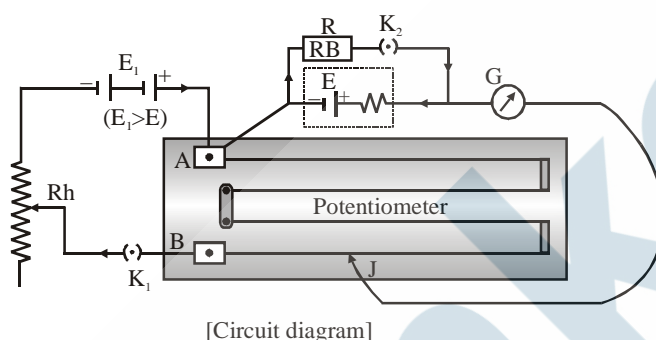 R K₂
RB
E₁
− +
(E₁>E)
E
− +
G
A
Rh
Potentiometer
B
J
K₁
[Circuit diagram]